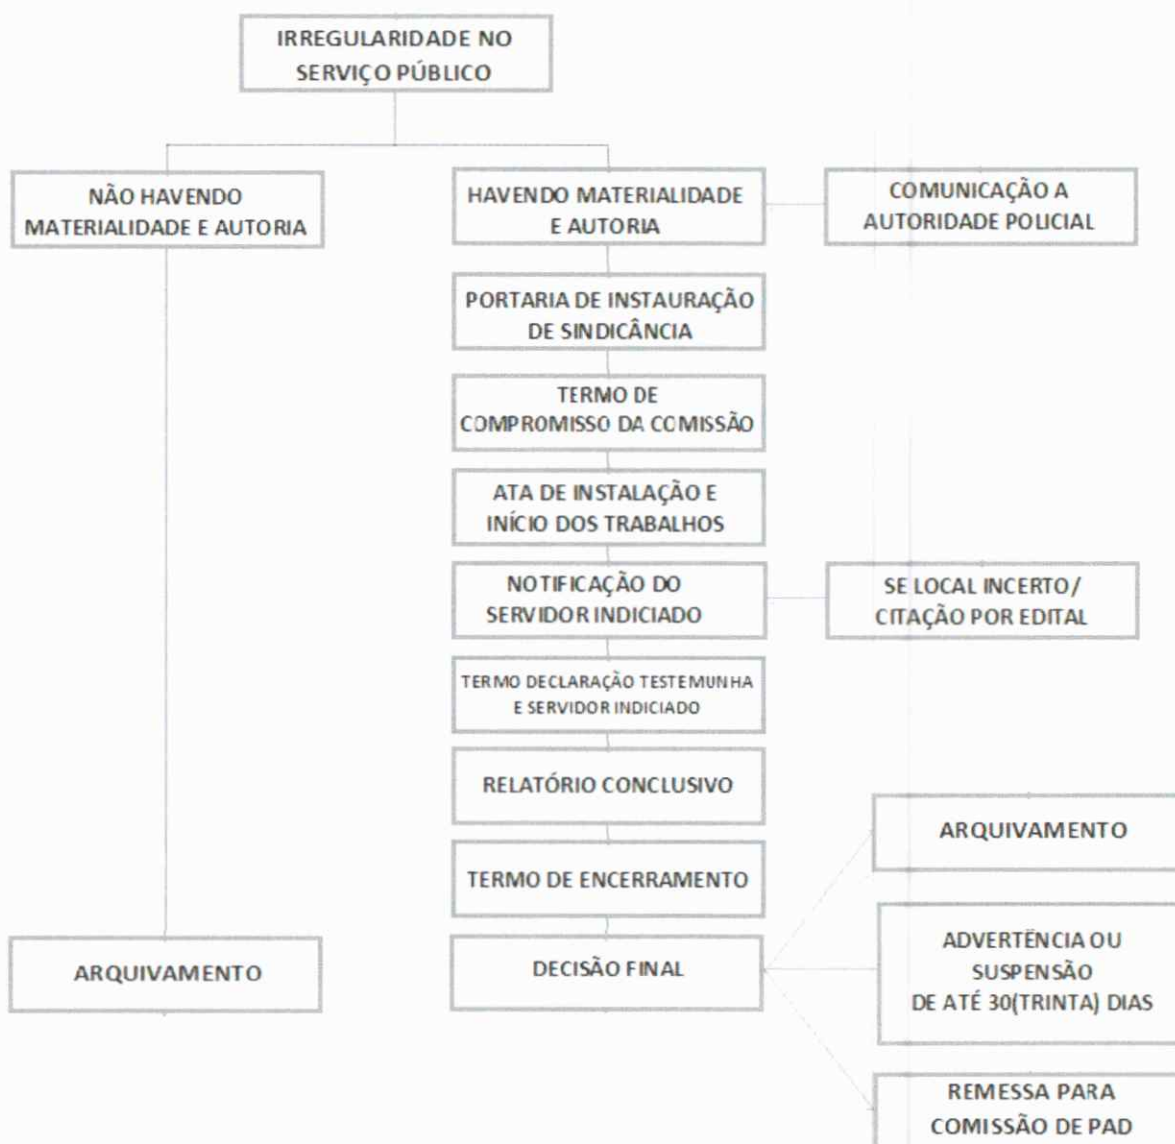 IRREGULARIDADE NO
SERVIÇO PÚBLICO
NÃO HAVENDO
MATERIALIDADE E AUTORIA
HAVENDO MATERIALIDADE
E AUTORIA
COMUNICAÇÃO A
AUTORIDADE POLICIAL
PORTARIA DE INSTAURAÇÃO
DE SINDICÂNCIA
TERMO DE
COMPROMISSO DA COMISSÃO
ATA DE INSTALAÇÃO E
INÍCIO DOS TRABALHOS
NOTIFICAÇÃO DO
SERVIDOR INDICIADO
SE LOCAL INCERTO/
CITAÇÃO POR EDITAL
TERMO DECLARAÇÃO TESTEMUNHA
E SERVIDOR INDICIADO
RELATÓRIO CONCLUSIVO
TERMO DE ENCERRAMENTO
DECISÃO FINAL
ARQUIVAMENTO
ARQUIVAMENTO
ADVERTÊNCIA OU
SUSPENSÃO
DE ATÉ 30(TRINTA) DIAS
REMESSA PARA
COMISSÃO DE PAD